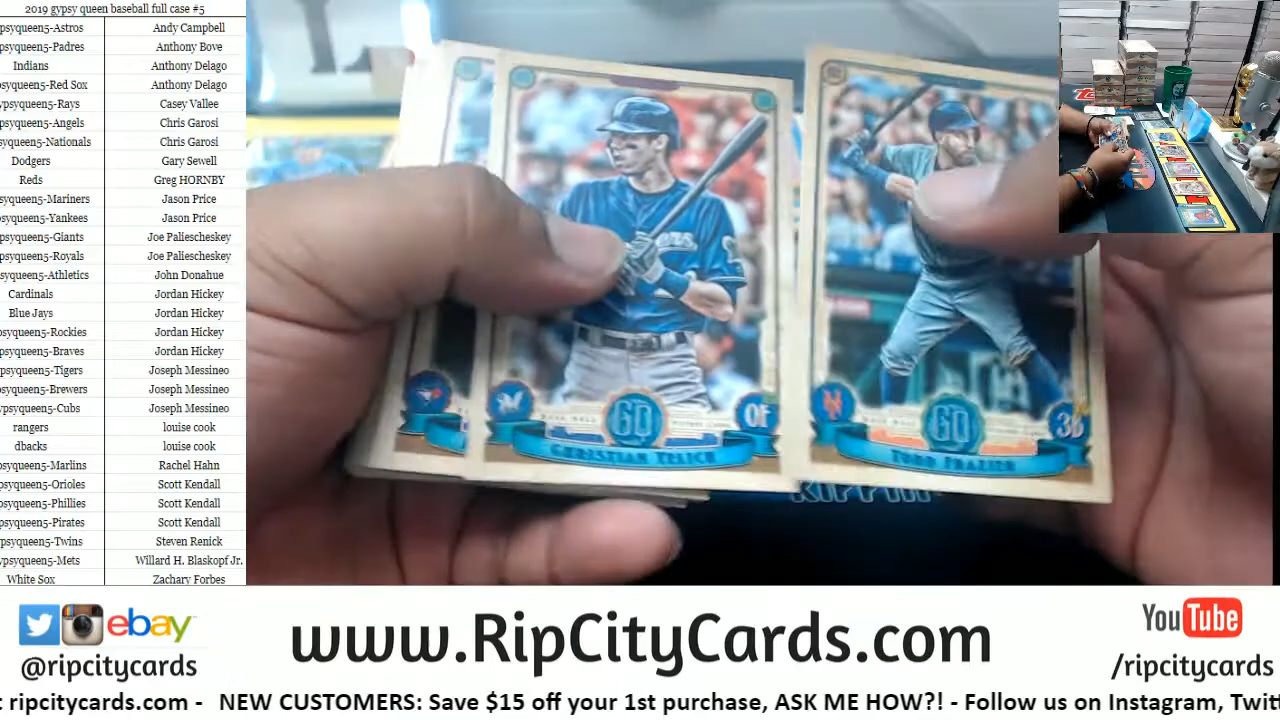 2019 gypsy queen baseball full case #5
psyqueen5-Astros Andy Campbell
psyqueen5-Padres Anthony Bove
Indians Anthony Delago
psyqueen5-Red Sox Anthony Delago
ypsyqueen5-Rays Casey Vallee
psyqueen5-Angels Chris Garosi
psyqueen5-Nationals Chris Garosi
Dodgers Gary Sewell
Reds Greg HORNBY
psyqueen5-Mariners Jason Price
psyqueen5-Yankees Jason Price
psyqueen5-Giants Joe Paliescheskey
psyqueen5-Royals Joe Paliescheskey
syqueen5-Athletics John Donahue
Cardinals Jordan Hickey
Blue Jays Jordan Hickey
psyqueen5-Rockies Jordan Hickey
psyqueen5-Braves Jordan Hickey
psyqueen5-Tigers Joseph Messineo
psyqueen5-Brewers Joseph Messineo
ypsyqueen5-Cubs Joseph Messineo
rangers louise cook
dbacks louise cook
psyqueen5-Marlins Rachel Hahn
psyqueen5-Orioles Scott Kendall
psyqueen5-Phillies Scott Kendall
psyqueen5-Pirates Scott Kendall
psyqueen5-Twins Steven Renick
ypsyqueen5-Mets Willard H. Blaskopf Jr.
White Sox Zachary Forbes
GQ
OF
CHRISTIAN YELICH
GQ
3B
TODD FRAZIER
ebay
@ripcitycards
www.RipCityCards.com
YouTube
/ripcitycards
ripcitycards.com - NEW CUSTOMERS: Save $15 off your 1st purchase, ASK ME HOW?! - Follow us on Instagram, Twit